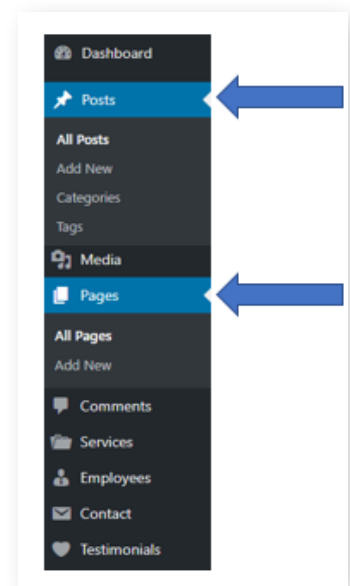 Dashboard
Posts
All Posts
Add New
Categories
Tags
Media
Pages
All Pages
Add New
Comments
Services
Employees
Contact
Testimonials